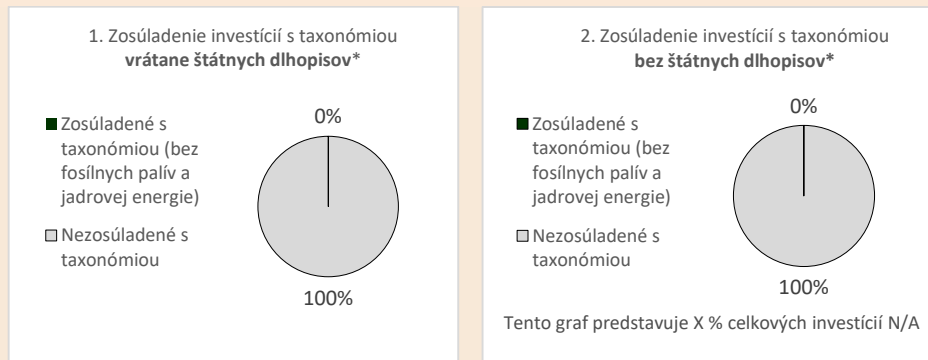 1. Zosúladenie investícií s taxonómiou
vrátane štátnych dlhopisov*
Zosúladené s
taxonómiou (bez
fosílnych palív a
jadrovej energie)
Nezosúladené s
taxonómiou
0%
100%
2. Zosúladenie investícií s taxonómiou
bez štátnych dlhopisov*
Zosúladené s
taxonómiou (bez
fosílnych palív a
jadrovej energie)
Nezosúladené s
taxonómiou
0%
100%
Tento graf predstavuje X % celkových investícií N/A